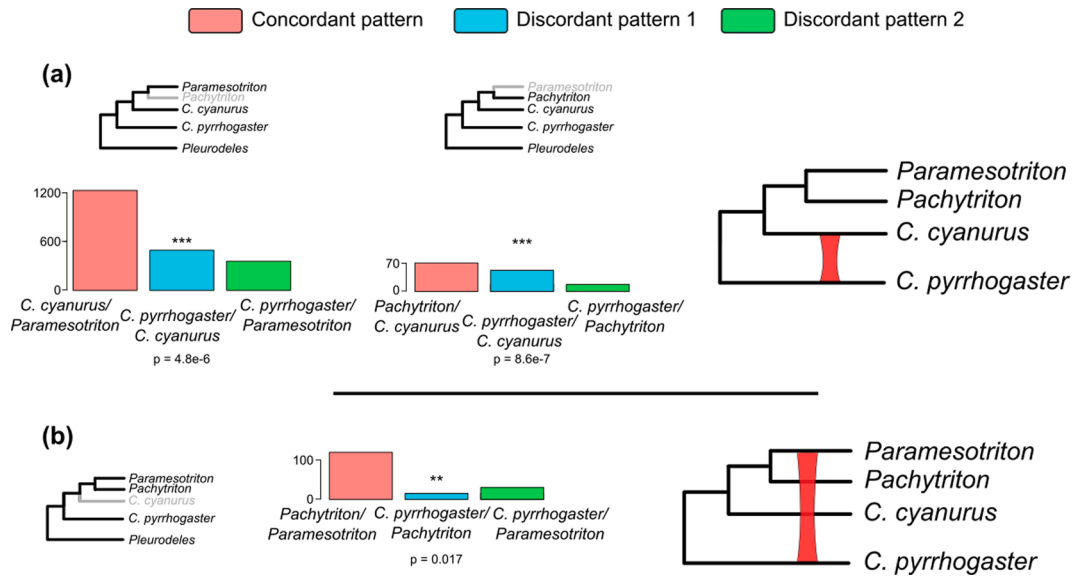 Concordant pattern
Discordant pattern 1
Discordant pattern 2
(a)
Paramesotriton
Pachytriton
C. cyanurus
C. pyrrhogaster
Pleurodeles
Paramesotriton
Pachytriton
C. cyanurus
C. pyrrhogaster
Pleurodeles
1200
600
0
***
C. cyanurus/
Paramesotriton
C. pyrrhogaster/
C. cyanurus
C. pyrrhogaster/
Paramesotriton
p = 4.8e-6
70
0
***
Pachytriton/
C. cyanurus
C. pyrrhogaster/
C. cyanurus
C. pyrrhogaster/
Pachytriton
p = 8.6e-7
Paramesotriton
Pachytriton
C. cyanurus
C. pyrrhogaster
(b)
Paramesotriton
Pachytriton
C. cyanurus
C. pyrrhogaster
Pleurodeles
100
0
**
Pachytriton/
Paramesotriton
C. pyrrhogaster/
Pachytriton
C. pyrrhogaster/
Paramesotriton
p = 0.017
Paramesotriton
Pachytriton
C. cyanurus
C. pyrrhogaster